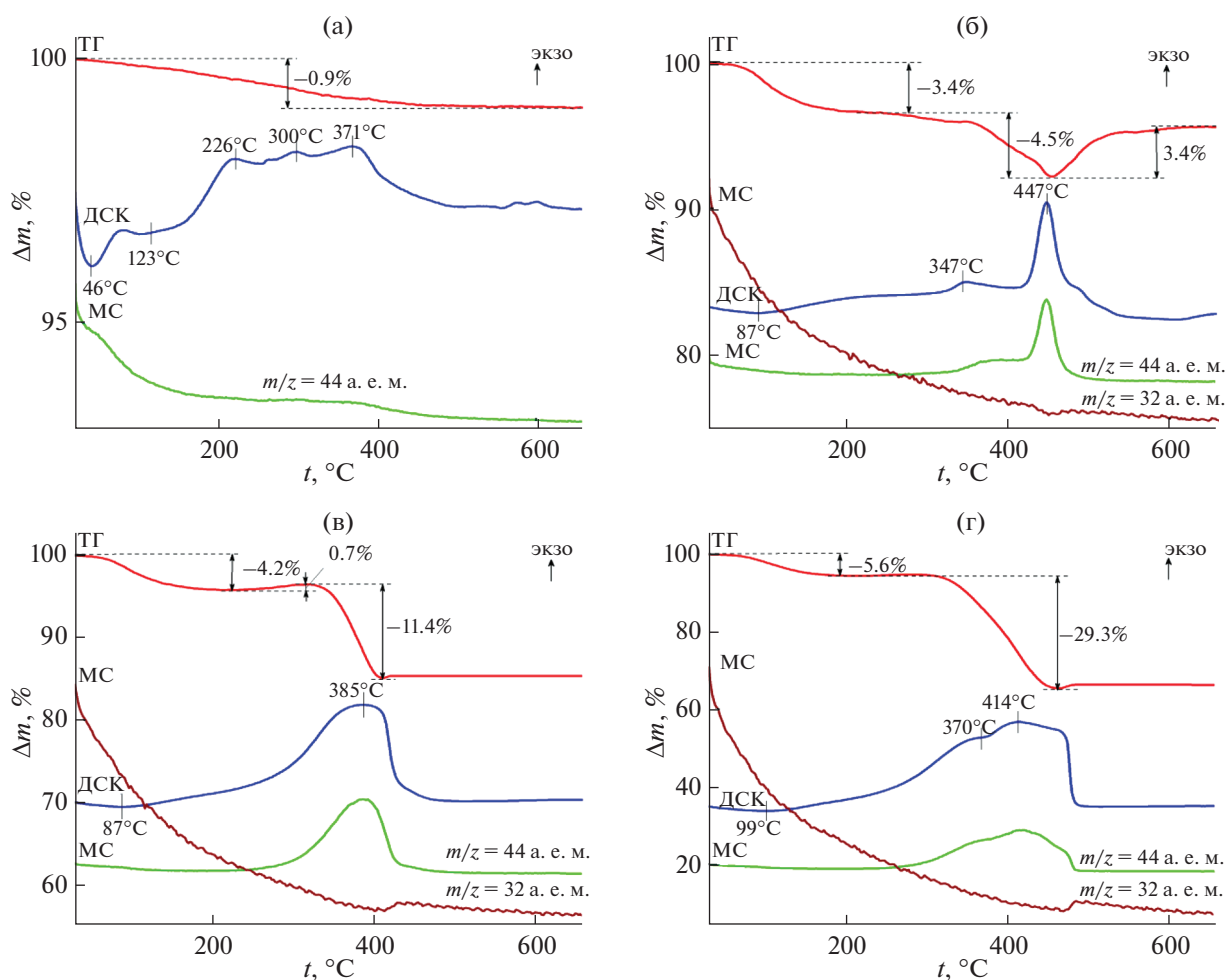 (а)
ТГ
100
экзо
−0.9%
226°C
300°C
371°C
ДСК
123°C
46°C
МС
95
m/z = 44 а. е. м.
Δm, %
200
400
600
t, °C
(б)
ТГ
100
экзо
−3.4%
−4.5%
3.4%
МС
447°C
90
347°C
ДСК
87°C
МС
80
m/z = 44 а. е. м.
m/z = 32 а. е. м.
Δm, %
200
400
600
t, °C
(в)
ТГ
100
0.7%
экзо
−4.2%
−11.4%
90
МС
385°C
80
ДСК
70
87°C
МС
m/z = 44 а. е. м.
60
m/z = 32 а. е. м.
Δm, %
200
400
600
t, °C
(г)
ТГ
100
экзо
−5.6%
−29.3%
80
МС
414°C
60
370°C
ДСК
40
99°C
МС
20
m/z = 44 а. е. м.
m/z = 32 а. е. м.
Δm, %
200
400
600
t, °C